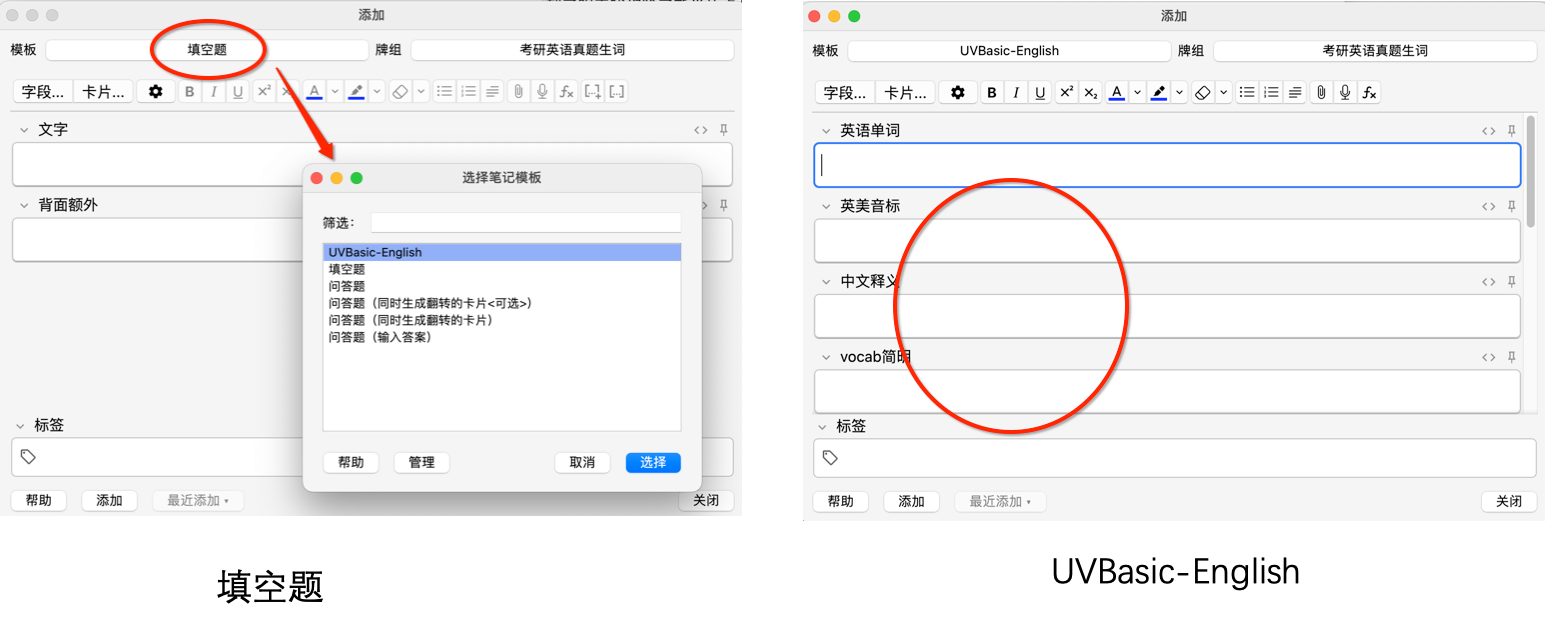 添加
模板 填空题 牌组 考研英语真题生词
字段... 卡片... B I U x² A fx [...]+ [...]
文字
背面额外
选择笔记模板
筛选:
UVBasic-English
填空题
问答题
问答题（同时生成翻转的卡片<可选>）
问答题（同时生成翻转的卡片）
问答题（输入答案）
帮助 管理 取消 选择
标签
帮助 添加 最近添加 关闭
填空题
添加
模板 UVBasic-English 牌组 考研英语真题生词
字段... 卡片... B I U x² x₂ A fx
英语单词
英美音标
中文释义
vocab简明
标签
帮助 添加 最近添加 关闭
UVBasic-English